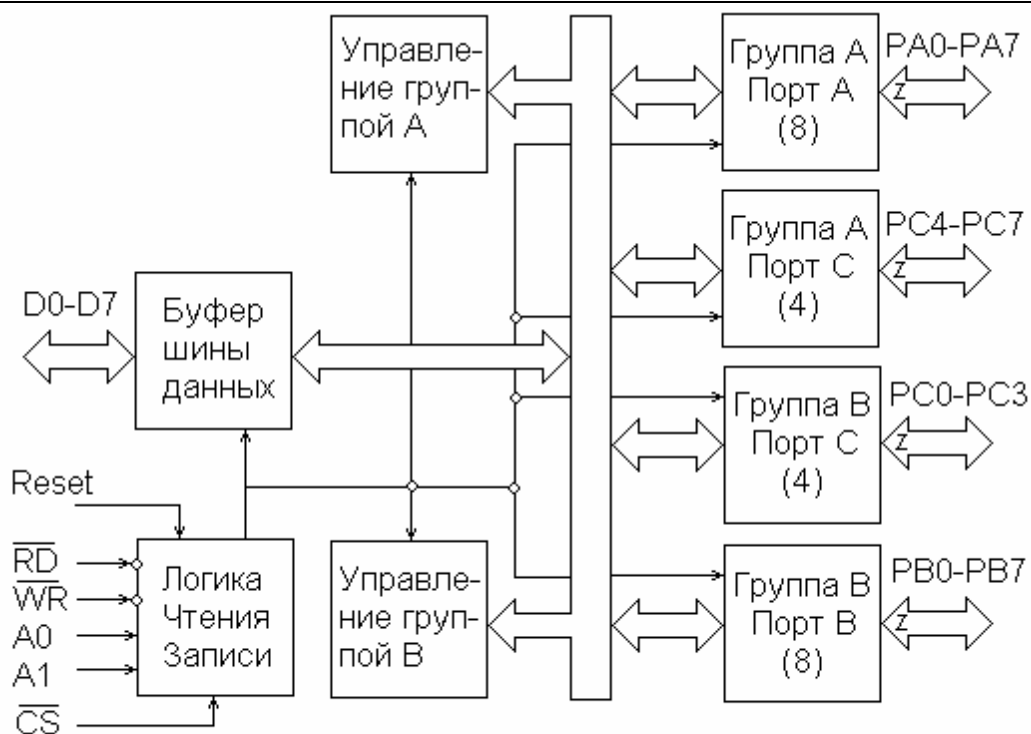 Управле-
ние груп-
пой А
Группа А
Порт А
(8)
PA0-PA7
z
Группа А
Порт С
(4)
PC4-PC7
z
D0-D7
Буфер
шины
данных
Группа В
Порт С
(4)
PC0-PC3
z
Reset
RD
WR
A0
A1
CS
Логика
Чтения
Записи
Управле-
ние груп-
пой В
Группа В
Порт В
(8)
PB0-PB7
z